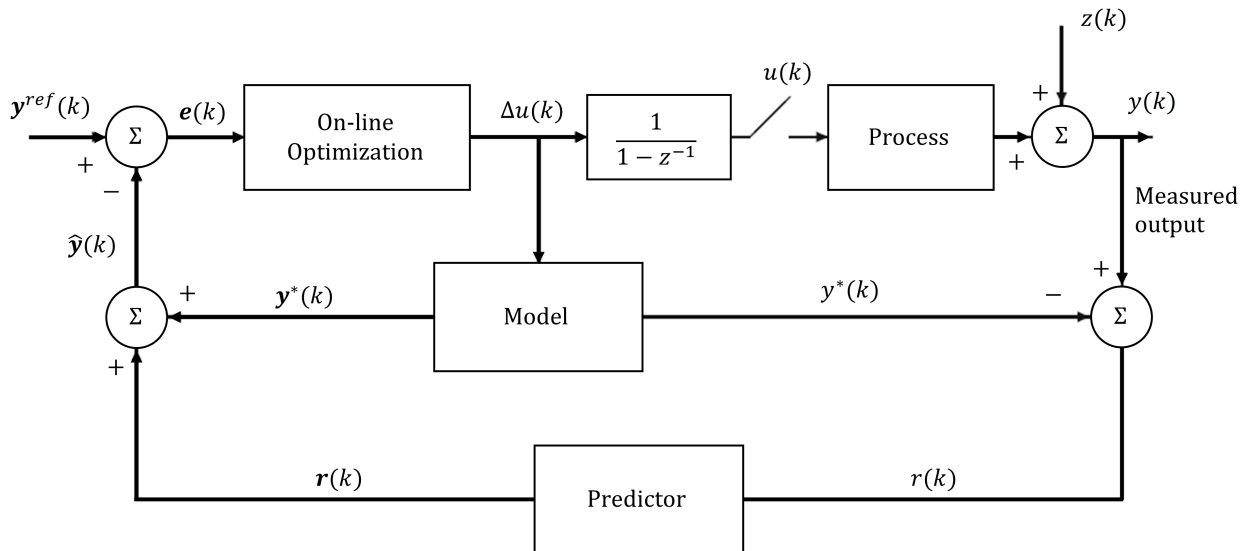 z(k)
y^{ref}(k)
+
−
Σ
e(k)
On-line
Optimization
Δu(k)
1
1 − z^{-1}
u(k)
Process
+
+
Σ
y(k)
Measured
output
ŷ(k)
Σ
+
+
y*(k)
Model
y*(k)
−
+
Σ
r(k)
Predictor
r(k)